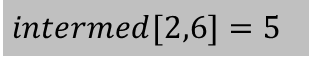 intermed[2,6] = 5